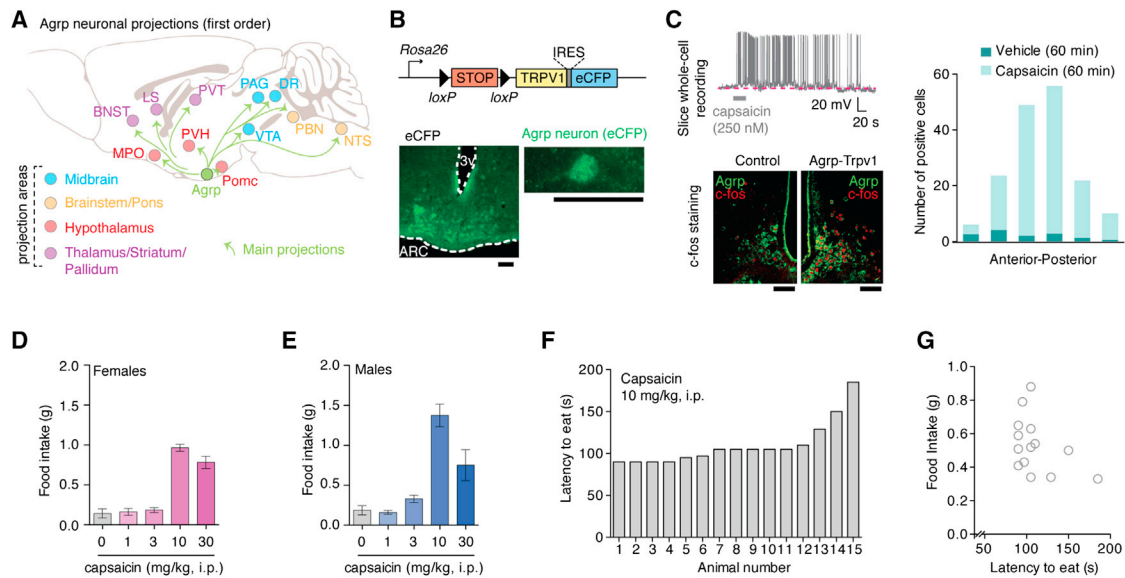 A
Agrp neuronal projections (first order)
BNST
LS
PVT
PAG
DR
MPO
PVH
VTA
PBN
NTS
Agrp
Pomc
projection areas
Midbrain
Brainstem/Pons
Hypothalamus
Thalamus/Striatum/
Pallidum
Main projections
B
IRES
Rosa26
STOP
TRPV1
eCFP
loxP
loxP
eCFP
Agrp neuron (eCFP)
3v
ARC
C
Slice whole-cell
recording
capsaicin
(250 nM)
20 mV
20 s
Control
Agrp-Trpv1
c-fos staining
Agrp
c-fos
Agrp
c-fos
Vehicle (60 min)
Capsaicin (60 min)
Number of positive cells
60
40
20
0
Anterior-Posterior
D
Females
Food intake (g)
2.0
1.5
1.0
0.5
0.0
0 1 3 10 30
capsaicin (mg/kg, i.p.)
E
Males
Food intake (g)
2.0
1.5
1.0
0.5
0.0
0 1 3 10 30
capsaicin (mg/kg, i.p.)
F
Capsaicin
10 mg/kg, i.p.
Latency to eat (s)
200
100
0
1 2 3 4 5 6 7 8 9 10 11 12 13 14 15
Animal number
G
Food Intake (g)
1.0
0.8
0.6
0.4
0.2
0.0
50 100 150 200
Latency to eat (s)